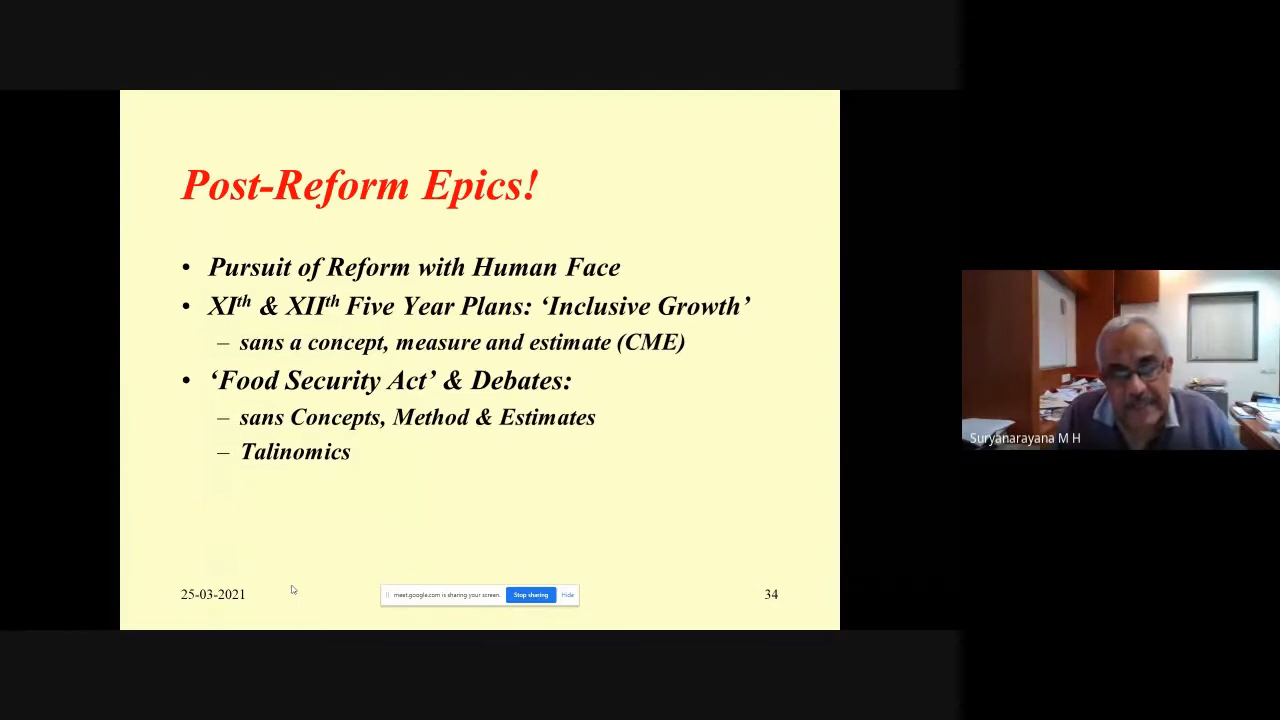 Post-Reform Epics!
• Pursuit of Reform with Human Face
• XIth & XIIth Five Year Plans: ‘Inclusive Growth’
– sans a concept, measure and estimate (CME)
• ‘Food Security Act’ & Debates:
– sans Concepts, Method & Estimates
– Talinomics
25-03-2021
meet.google.com is sharing your screen.
Stop sharing
Hide
34
Suryanarayana M H